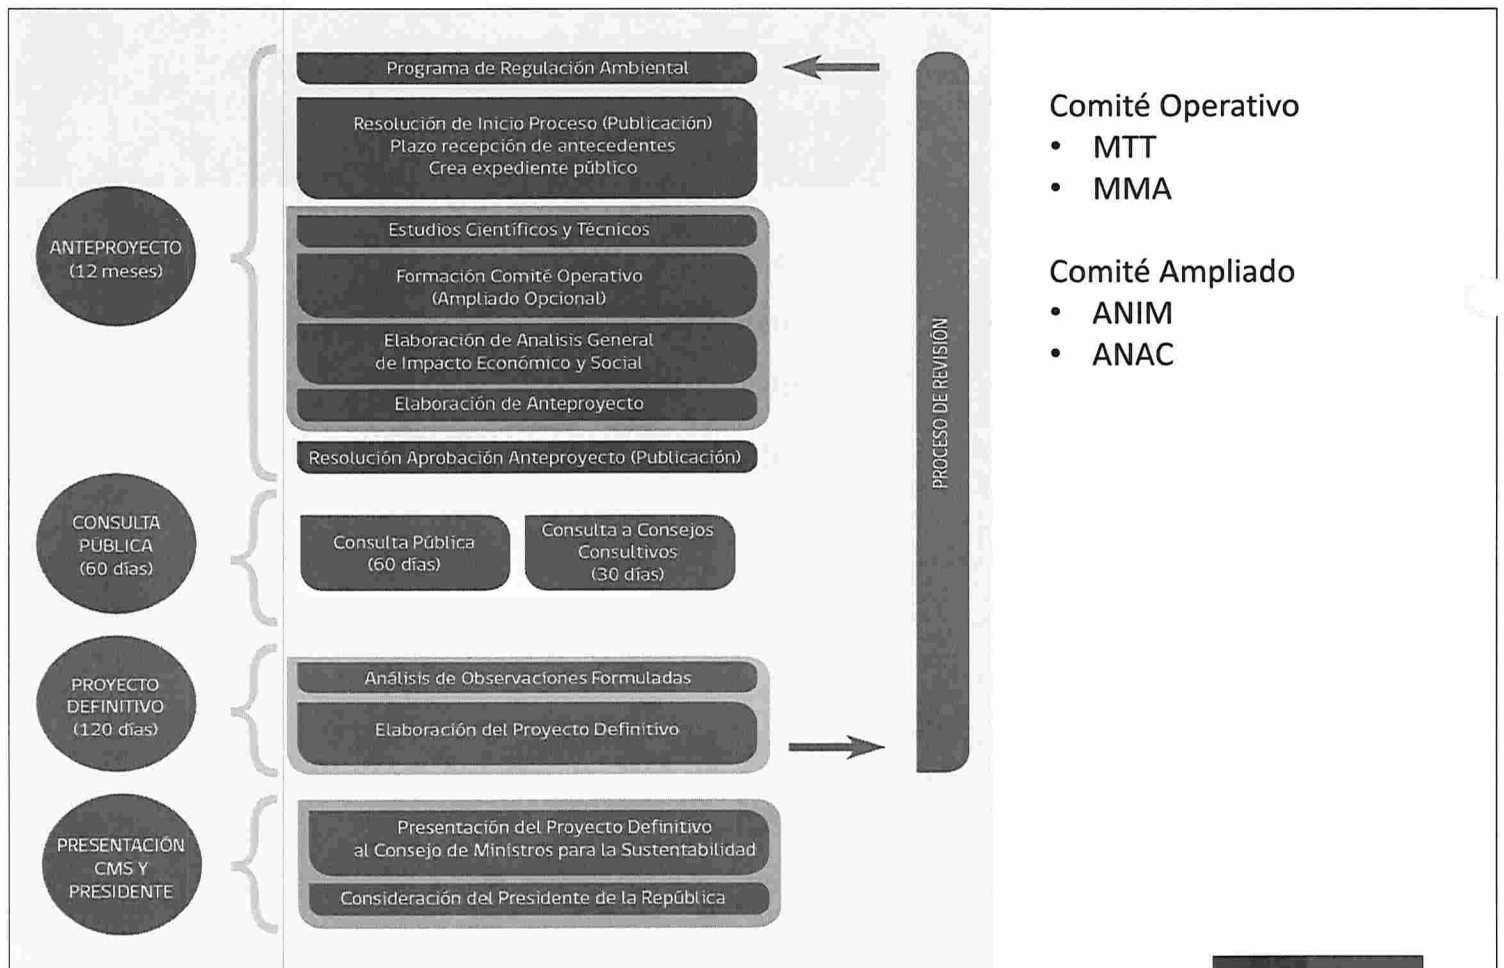 Programa de Regulación Ambiental
Resolución de Inicio Proceso (Publicación)
Plazo recepción de antecedentes
Crea expediente público
ANTEPROYECTO
(12 meses)
Estudios Científicos y Técnicos
Formación Comité Operativo
(Ampliado Opcional)
Elaboración de Analisis General
de Impacto Económico y Social
Elaboración de Anteproyecto
Resolución Aprobación Anteproyecto (Publicación)
CONSULTA
PÚBLICA
(60 días)
Consulta Pública
(60 días)
Consulta a Consejos
Consultivos
(30 días)
PROYECTO
DEFINITIVO
(120 días)
Análisis de Observaciones Formuladas
Elaboración del Proyecto Definitivo
PRESENTACIÓN
CMS Y
PRESIDENTE
Presentación del Proyecto Definitivo
al Consejo de Ministros para la Sustentabilidad
Consideración del Presidente de la República
PROCESO DE REVISIÓN
Comité Operativo
• MTT
• MMA
Comité Ampliado
• ANIM
• ANAC